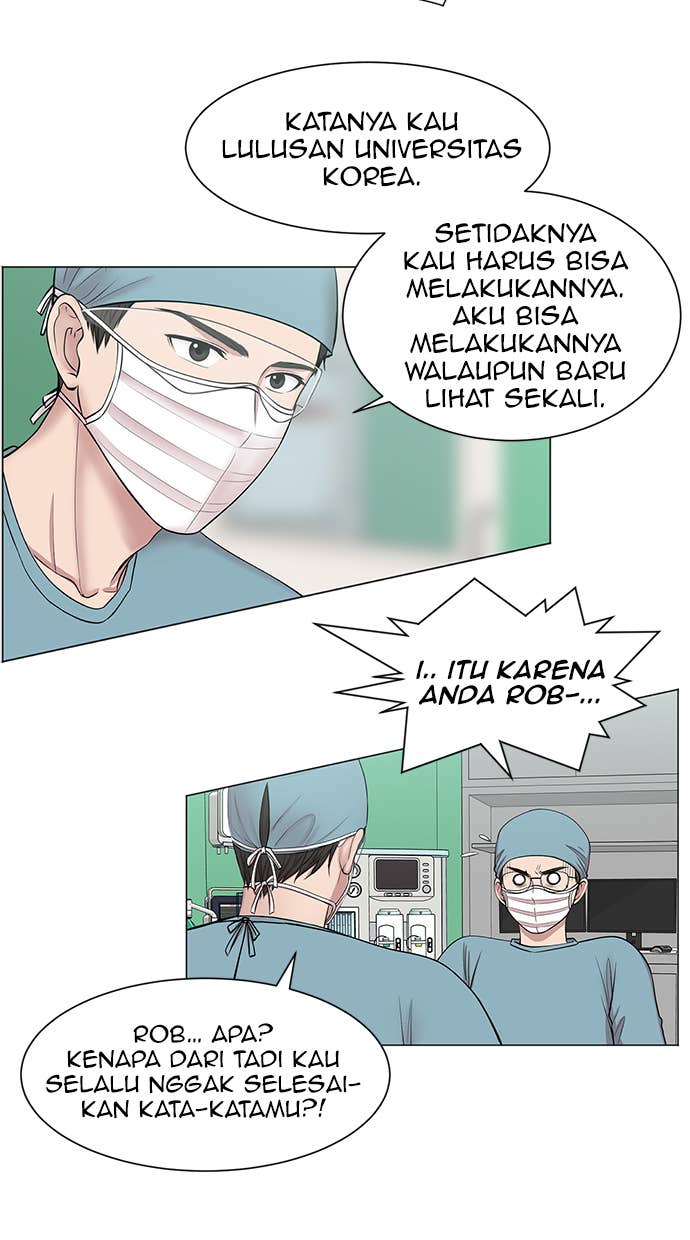 KATANYA KAU
LULUSAN UNIVERSITAS
KOREA.
SETIDAKNYA
KAU HARUS BISA
MELAKUKANNYA.
AKU BISA
MELAKUKANNYA
WALAUPUN BARU
LIHAT SEKALI.
I.. ITU KARENA
ANDA ROB-...
ROB... APA?
KENAPA DARI TADI KAU
SELALU NGGAK SELESAI-
KAN KATA-KATAMU?!